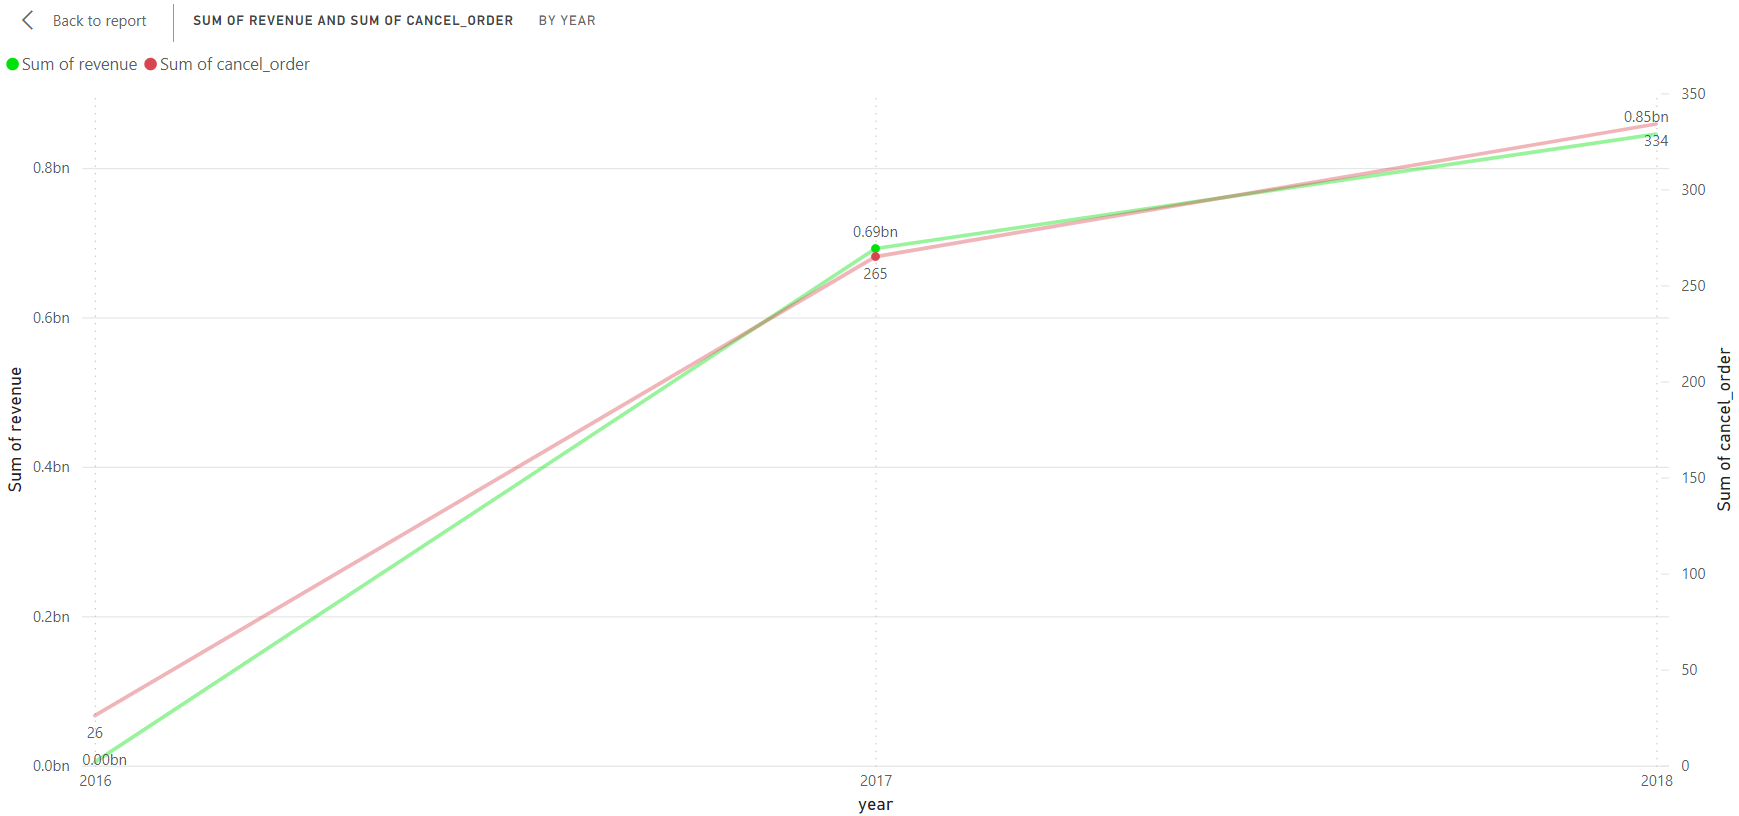 Back to report
SUM OF REVENUE AND SUM OF CANCEL_ORDER BY YEAR
Sum of revenue Sum of cancel_order
350
0.85bn
334
0.8bn
300
0.69bn
265
250
0.6bn
200
Sum of revenue
Sum of cancel_order
0.4bn
150
100
0.2bn
50
26
0.00bn
0.0bn
0
2016 2017 2018
year